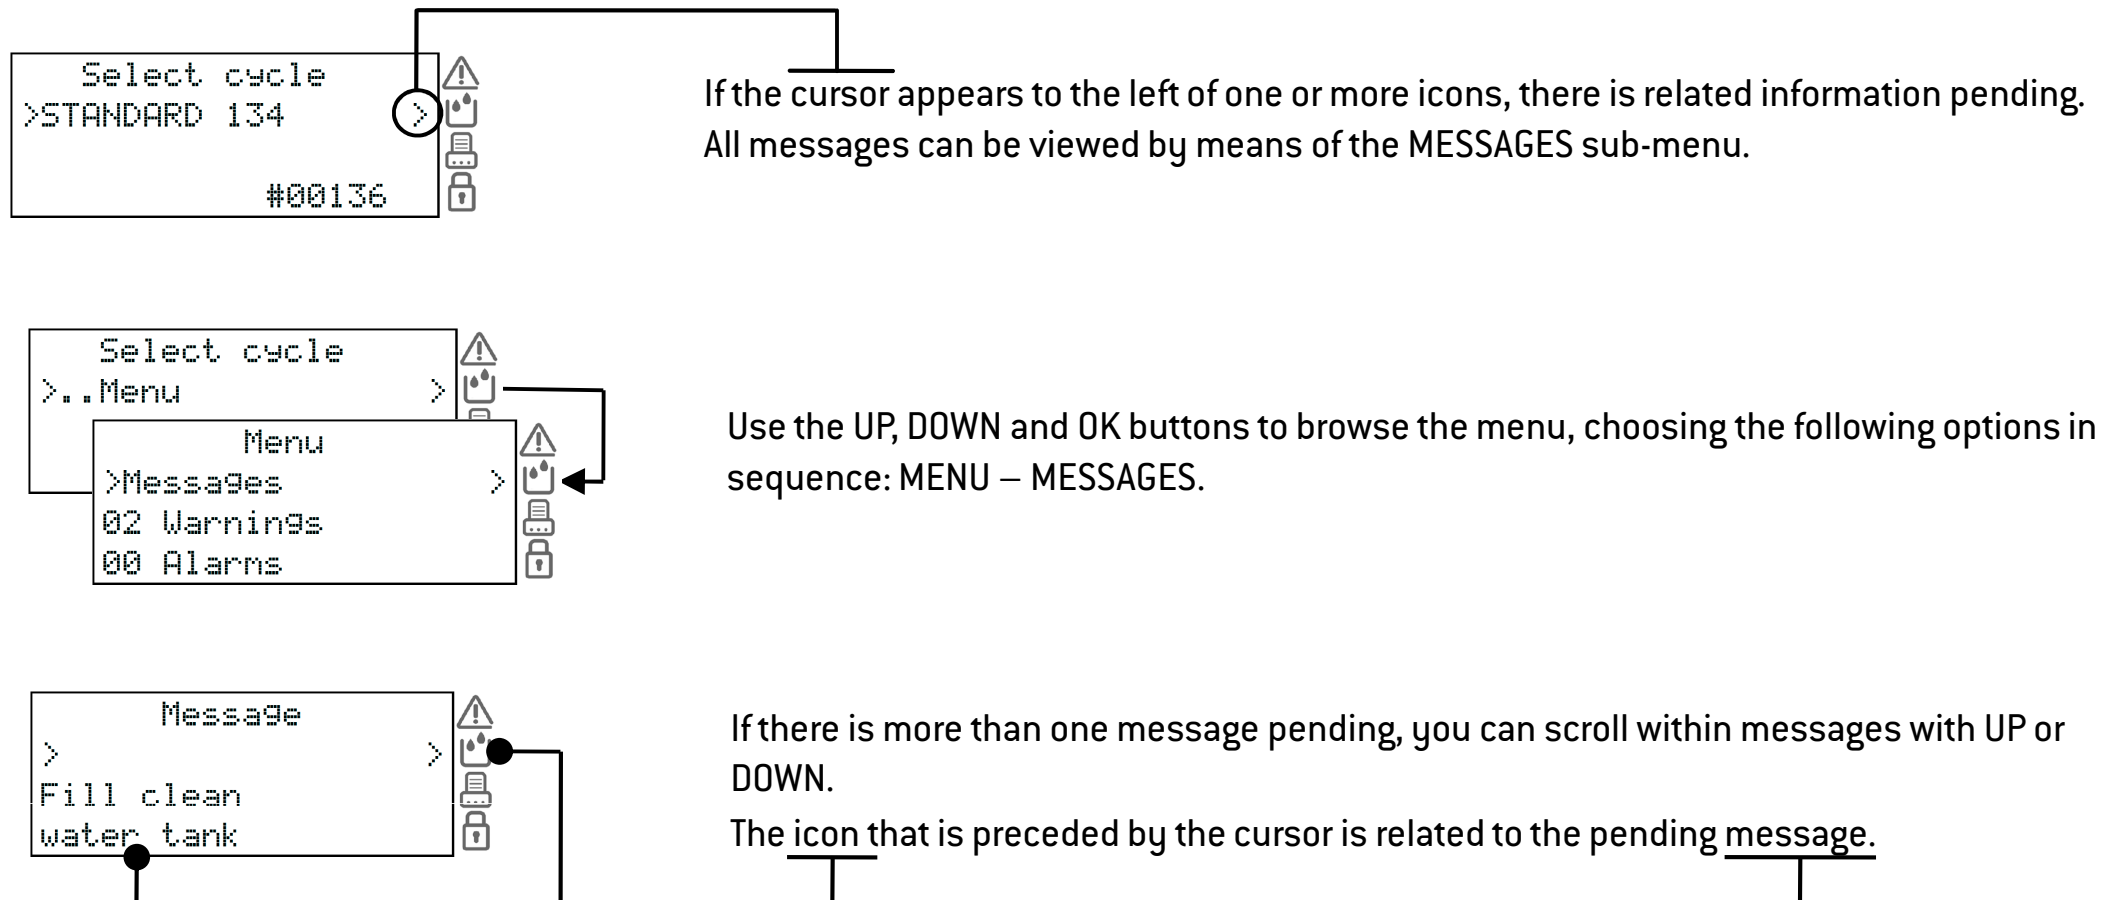 Select cycle
>STANDARD 134 >
#00136
If the cursor appears to the left of one or more icons, there is related information pending.
All messages can be viewed by means of the MESSAGES sub-menu.
Select cycle
>..Menu >
Menu
>Messages >
02 Warnings
00 Alarms
Use the UP, DOWN and OK buttons to browse the menu, choosing the following options in
sequence: MENU – MESSAGES.
Message
> >
Fill clean
water tank
If there is more than one message pending, you can scroll within messages with UP or
DOWN.
The icon that is preceded by the cursor is related to the pending message.